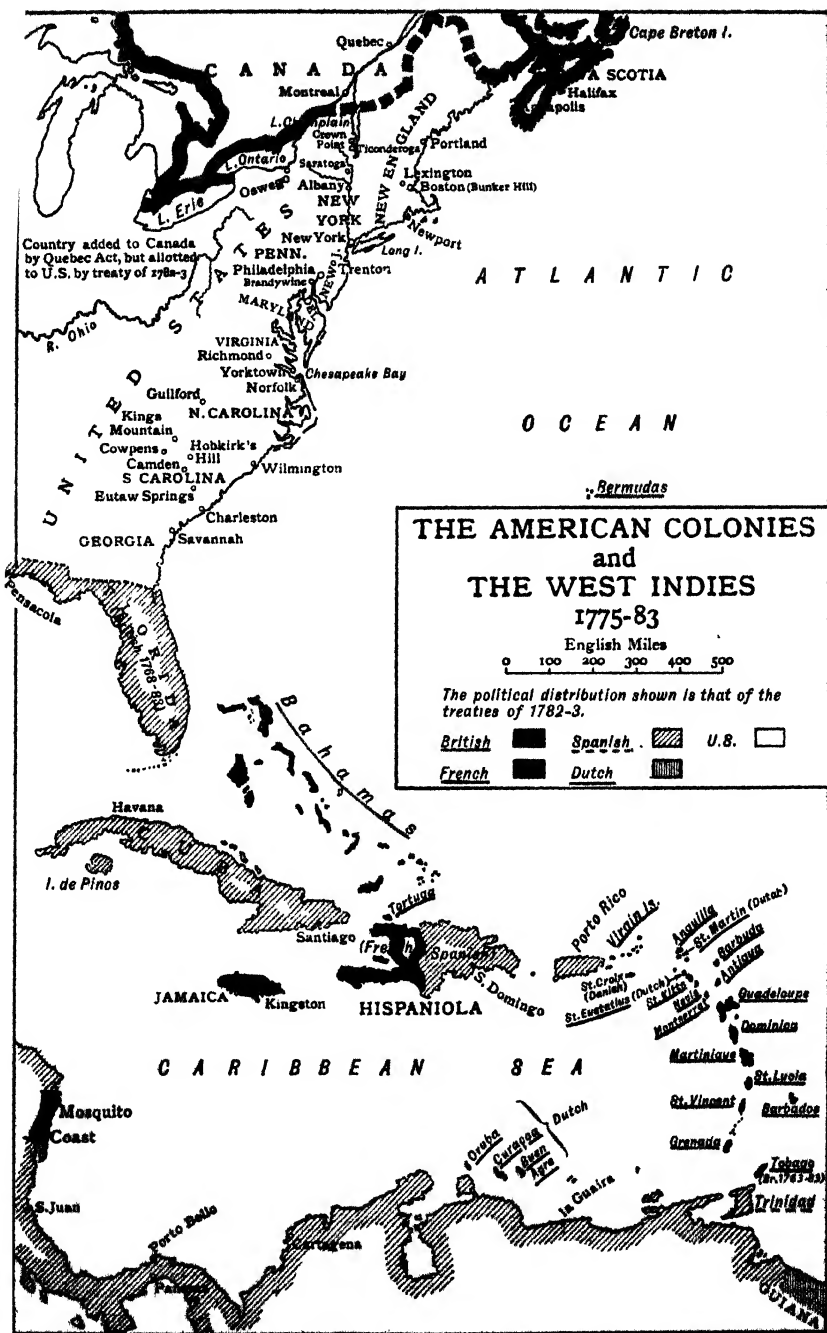 Cape Breton I.
Quebec
CANADA
SCOTIA
Halifax
Montreal
Crown
Point
Ticonderoga
Portland
NEW ENGLAND
L. Ontario
Saratoga
Lexington
Oswego
Albany
Boston (Bunker Hill)
L. Erie
NEW
YORK
Newport
New York
Long I.
Country added to Canada
by Quebec Act, but allotted
to U.S. by treaty of 1782-3
PENN.
NEW J.
Philadelphia
Trenton
Brandywine
ATLANTIC
MARYLAND
UNITED STATES
R. Ohio
VIRGINIA
Richmond
Yorktown
Chesapeake Bay
Norfolk
Guilford
N. CAROLINA
OCEAN
Kings
Mountain
Hobkirk's
Hill
Cowpens
Camden
Wilmington
S CAROLINA
Eutaw Springs
Bermudas
Charleston
GEORGIA
Savannah
THE AMERICAN COLONIES
and
THE WEST INDIES
1775-83
English Miles
0 100 200 300 400 500
The political distribution shown is that of the
treaties of 1782-3.
British Spanish U.S.
French Dutch
Pensacola
Bahamas
Havana
CUBA
I. de Pinos
Tortuga
Santiago
(French)
Spanish
Porto Rico
Virgin Is.
Anguilla
St. Martin (Dutch)
Barbuda
Antigua
S. Domingo
St. Croix
(Danish)
St. Eustatius (Dutch)
St. Kitts
Nevis
Montserrat
JAMAICA
Kingston
HISPANIOLA
Guadeloupe
Dominica
CARIBBEAN SEA
Martinique
St. Lucia
Mosquito
Coast
St. Vincent
Barbados
Dutch
Oruba
Curaçoa
Buen
Ayre
Grenada
Tobago
(Br. 1763-83)
la Guaira
Trinidad
S. Juan
Porto Bello
Cartagena
Panama
GUIANA